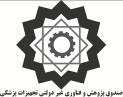 صندوق پژوهش و فناوری غیر دولتی تجهیزات پزشکی